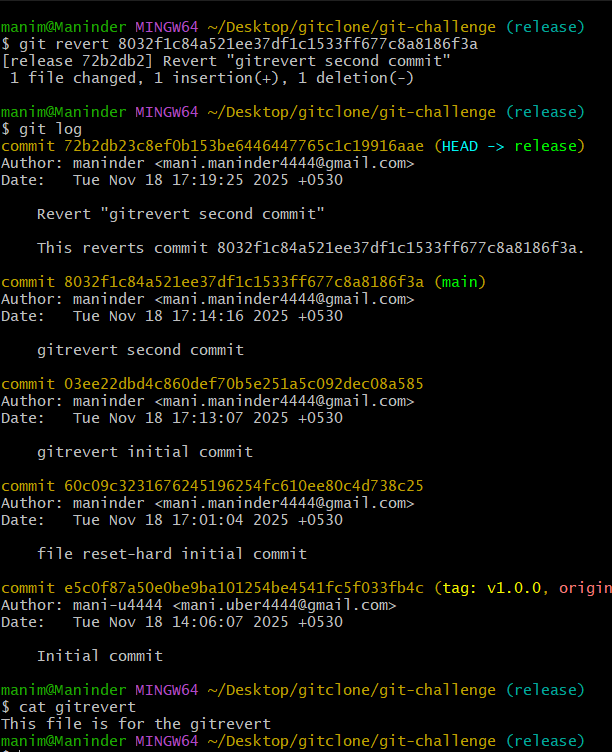 manim@Maninder MINGW64 ~/Desktop/gitclone/git-challenge (release)
$ git revert 8032f1c84a521ee37df1c1533ff677c8a8186f3a
[release 72b2db2] Revert "gitrevert second commit"
 1 file changed, 1 insertion(+), 1 deletion(-)
manim@Maninder MINGW64 ~/Desktop/gitclone/git-challenge (release)
$ git log
commit 72b2db23c8ef0b153be6446447765c1c19916aae (HEAD -> release)
Author: maninder <mani.maninder4444@gmail.com>
Date:   Tue Nov 18 17:19:25 2025 +0530
    Revert "gitrevert second commit"
    This reverts commit 8032f1c84a521ee37df1c1533ff677c8a8186f3a.
commit 8032f1c84a521ee37df1c1533ff677c8a8186f3a (main)
Author: maninder <mani.maninder4444@gmail.com>
Date:   Tue Nov 18 17:14:16 2025 +0530
    gitrevert second commit
commit 03ee22dbd4c860def70b5e251a5c092dec08a585
Author: maninder <mani.maninder4444@gmail.com>
Date:   Tue Nov 18 17:13:07 2025 +0530
    gitrevert initial commit
commit 60c09c3231676245196254fc610ee80c4d738c25
Author: maninder <mani.maninder4444@gmail.com>
Date:   Tue Nov 18 17:01:04 2025 +0530
    file reset-hard initial commit
commit e5c0f87a50e0be9ba101254be4541fc5f033fb4c (tag: v1.0.0, origin
Author: mani-u4444 <mani.uber4444@gmail.com>
Date:   Tue Nov 18 14:06:07 2025 +0530
    Initial commit
manim@Maninder MINGW64 ~/Desktop/gitclone/git-challenge (release)
$ cat gitrevert
This file is for the gitrevert
manim@Maninder MINGW64 ~/Desktop/gitclone/git-challenge (release)